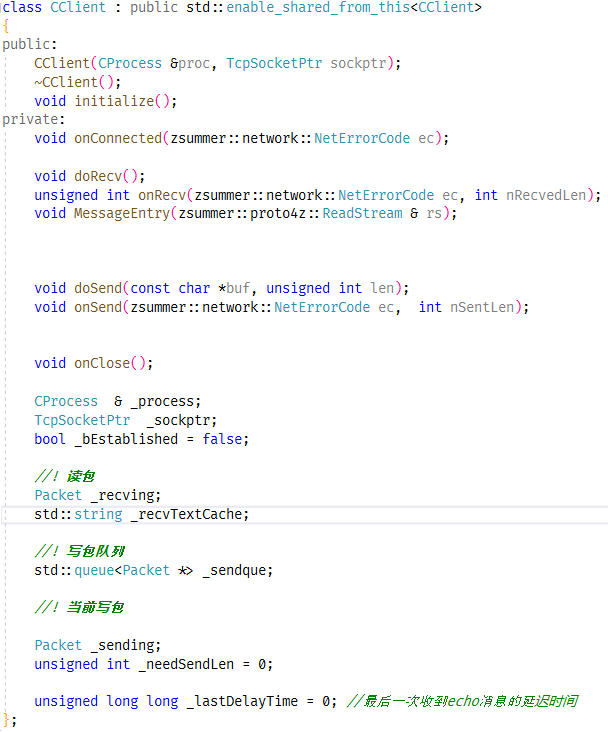 class CClient : public std::enable_shared_from_this<CClient>
{
public:
    CClient(CProcess &proc, TcpSocketPtr sockptr);
    ~CClient();
    void initialize();
private:
    void onConnected(zsummer::network::NetErrorCode ec);
    void doRecv();
    unsigned int onRecv(zsummer::network::NetErrorCode ec, int nRecvedLen);
    void MessageEntry(zsummer::proto4z::ReadStream & rs);
    void doSend(const char *buf, unsigned int len);
    void onSend(zsummer::network::NetErrorCode ec,  int nSentLen);
    void onClose();
    CProcess  & _process;
    TcpSocketPtr  _sockptr;
    bool _bEstablished = false;
    //! 读包
    Packet _recving;
    std::string _recvTextCache;
    //! 写包队列
    std::queue<Packet *> _sendque;
    //! 当前写包
    Packet _sending;
    unsigned int _needSendLen = 0;
    unsigned long long _lastDelayTime = 0; //最后一次收到echo消息的延迟时间
};